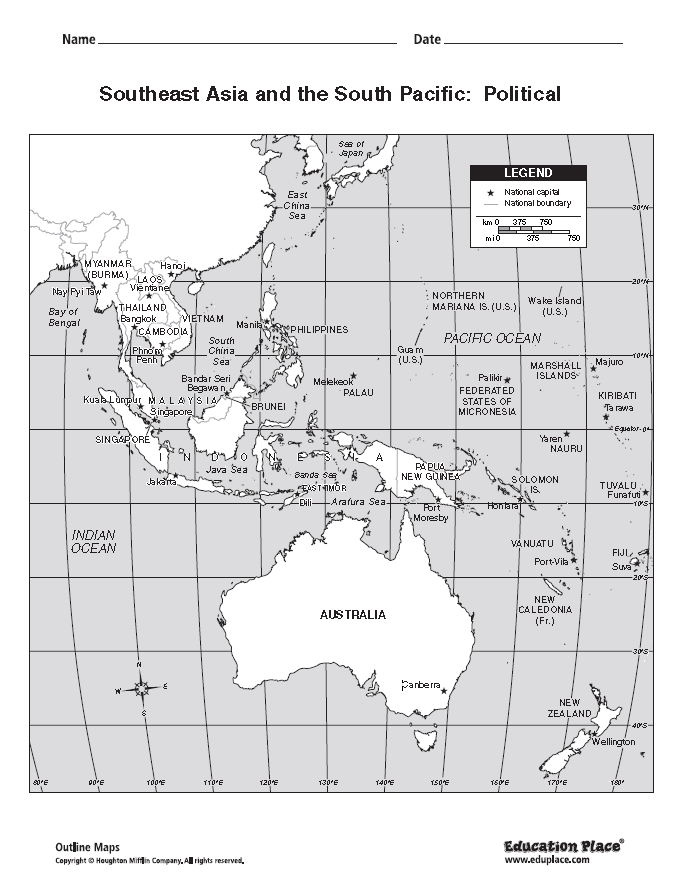 Name Date
Southeast Asia and the South Pacific: Political
Sea of
Japan
LEGEND
National capital
National boundary
km 0 375 750
mi 0 375 750
East
China
Sea
30°N
MYANMAR
(BURMA)
Hanoi
LAOS
Vientiane
Nay Pyi Taw
20°N
NORTHERN
MARIANA IS. (U.S.)
Wake Island
(U.S.)
THAILAND
Bangkok
VIETNAM
Bay of
Bengal
CAMBODIA
Manila
PHILIPPINES
PACIFIC OCEAN
South
China
Sea
Phnom
Penh
Guam
(U.S.)
10°N
MARSHALL
ISLANDS
Majuro
Bandar Seri
Begawan
Melekeok
PALAU
Palikir
FEDERATED
STATES OF
MICRONESIA
KIRIBATI
Tarawa
Kuala Lumpur
MALAYSIA
BRUNEI
Singapore
SINGAPORE
Equator 0°
Yaren
NAURU
INDONESIA
Java Sea
Banda Sea
PAPUA
NEW GUINEA
SOLOMON
IS.
TUVALU
Funafuti
Jakarta
EAST TIMOR
Dili
Arafura Sea
Port
Moresby
Honiara
10°S
INDIAN
OCEAN
VANUATU
Port-Vila
FIJI
Suva
20°S
NEW
CALEDONIA
(Fr.)
AUSTRALIA
30°S
N
W E
S
Canberra
NEW
ZEALAND
40°S
Wellington
80°E 90°E 100°E 110°E 120°E 130°E 140°E 150°E 160°E 170°E 180°
Outline Maps
Copyright © Houghton Mifflin Company. All rights reserved.
Education Place®
www.eduplace.com